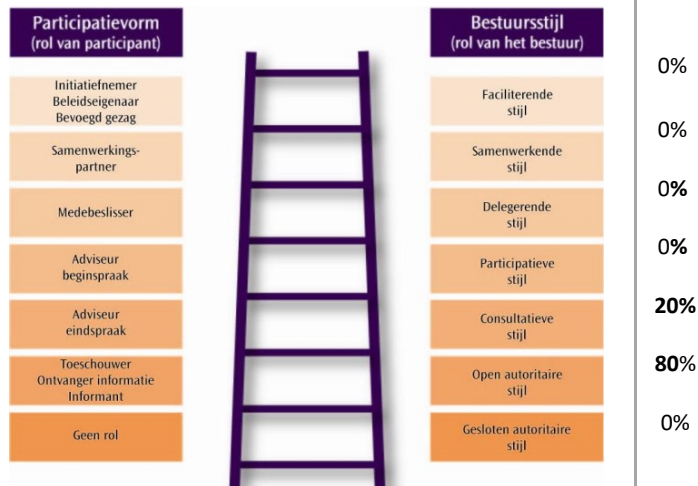 Participatievorm
(rol van participant)
Bestuursstijl
(rol van het bestuur)
Initiatiefnemer
Beleidseigenaar
Bevoegd gezag
Faciliterende
stijl
0%
Samenwerkings-
partner
Samenwerkende
stijl
0%
Medebeslisser
Delegerende
stijl
0%
Adviseur
beginspraak
Participatieve
stijl
0%
Adviseur
eindspraak
Consultatieve
stijl
20%
Toeschouwer
Ontvanger informatie
Informant
Open autoritaire
stijl
80%
Geen rol
Gesloten autoritaire
stijl
0%